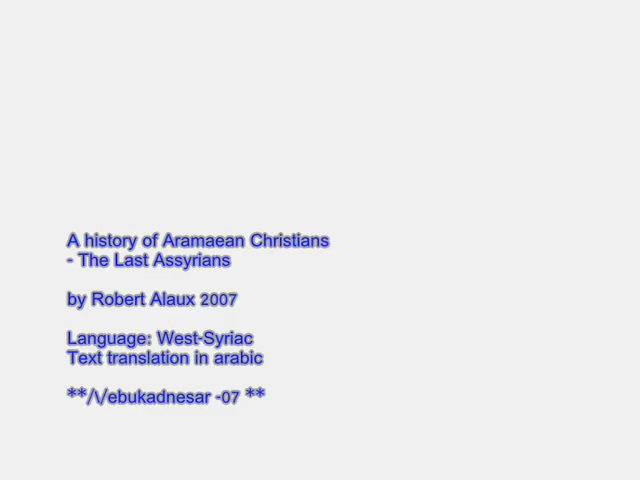 A history of Aramaean Christians
- The Last Assyrians
by Robert Alaux 2007
Language: West-Syriac
Text translation in arabic
**/\/ebukadnesar -07 **